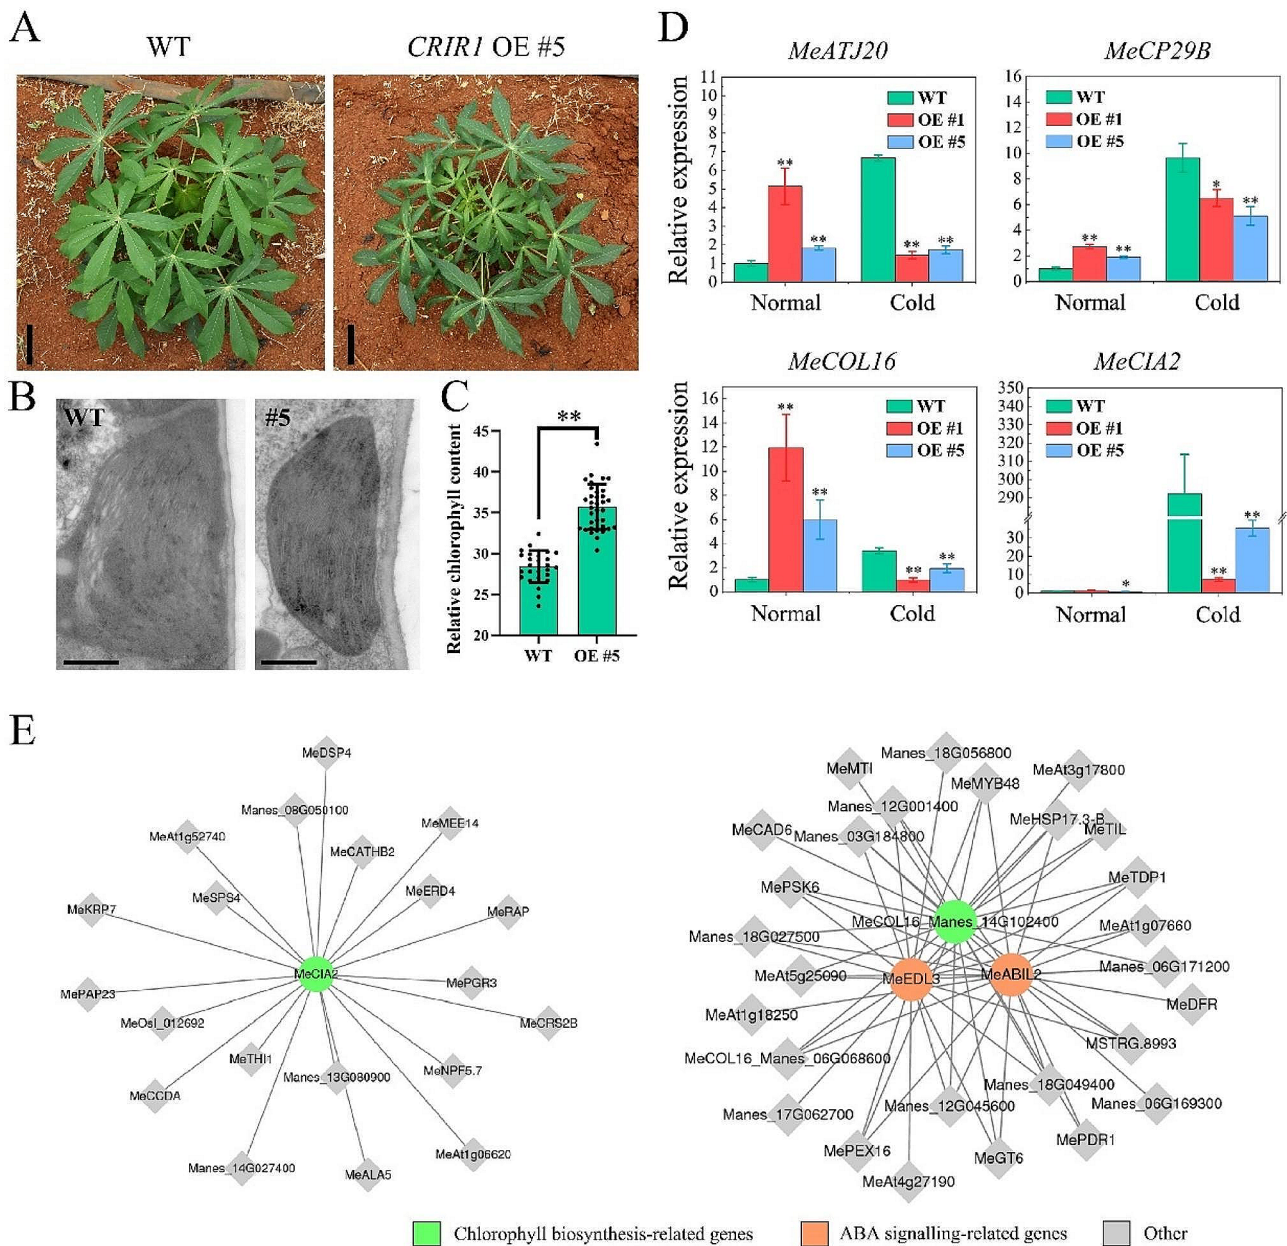 A
WT
CRIR1 OE #5
B
WT
#5
C
**
Relative chlorophyll content
45
40
35
30
25
20
WT
OE #5
D
MeATJ20
Relative expression
11
10
9
8
7
6
5
4
3
2
1
0
WT
OE #1
OE #5
**
**
**
**
Normal
Cold
MeCP29B
16
14
12
10
8
6
4
2
0
WT
OE #1
OE #5
**
**
*
**
Normal
Cold
MeCOL16
Relative expression
16
14
12
10
8
6
4
2
0
WT
OE #1
OE #5
**
**
**
**
Normal
Cold
MeCIA2
350
340
330
320
310
300
290
30
20
10
0
WT
OE #1
OE #5
*
**
**
Normal
Cold
E
MeDSP4
Manes_08G050100
MeMEE14
MeAt1g52740
MeCATHB2
MeSPS4
MeERD4
MeKRP7
MeRAP
MeCIA2
MePGR3
MePAP23
MeOsI_012692
MeCRS2B
MeTHI1
MeNPF5.7
Manes_13G080900
MeCCDA
MeAt1g06620
Manes_14G027400
MeALA5
Manes_18G056800
MeMTI
MeAt3g17800
MeMYB48
Manes_12G001400
MeHSP17.3-B
MeCAD6
MeTIL
Manes_03G184800
MeTDP1
MePSK6
MeCOL16_Manes_14G102400
MeAt1g07660
Manes_18G027500
Manes_06G171200
MeAt5g25090
MeEDL3
MeABIL2
MeDFR
MeAt1g18250
MSTRG.8993
MeCOL16_Manes_06G068600
Manes_18G049400
Manes_17G062700
Manes_12G045600
Manes_06G169300
MePEX16
MePDR1
MeGT6
MeAt4g27190
Chlorophyll biosynthesis-related genes
ABA signalling-related genes
Other